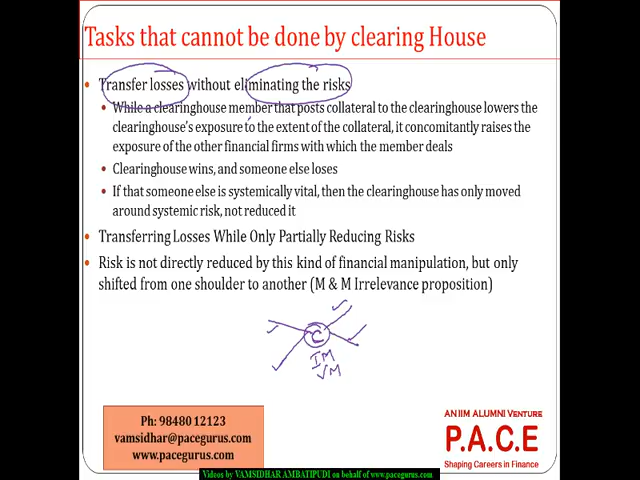 Tasks that cannot be done by clearing House
Transfer losses without eliminating the risks
While a clearinghouse member that posts collateral to the clearinghouse lowers the
clearinghouse's exposure to the extent of the collateral, it concomitantly raises the
exposure of the other financial firms with which the member deals
Clearinghouse wins, and someone else loses
If that someone else is systemically vital, then the clearinghouse has only moved
around systemic risk, not reduced it
Transferring Losses While Only Partially Reducing Risks
Risk is not directly reduced by this kind of financial manipulation, but only
shifted from one shoulder to another (M & M Irrelevance proposition)
C
IM
VM
Ph: 98480 12123
vamsidhar@pacegurus.com
www.pacegurus.com
AN IIM ALUMNI VENTURE
P.A.C.E
Shaping Careers in Finance
Videos by VAMSIDHAR AMBATIPUDI on behalf of www.pacegurus.com